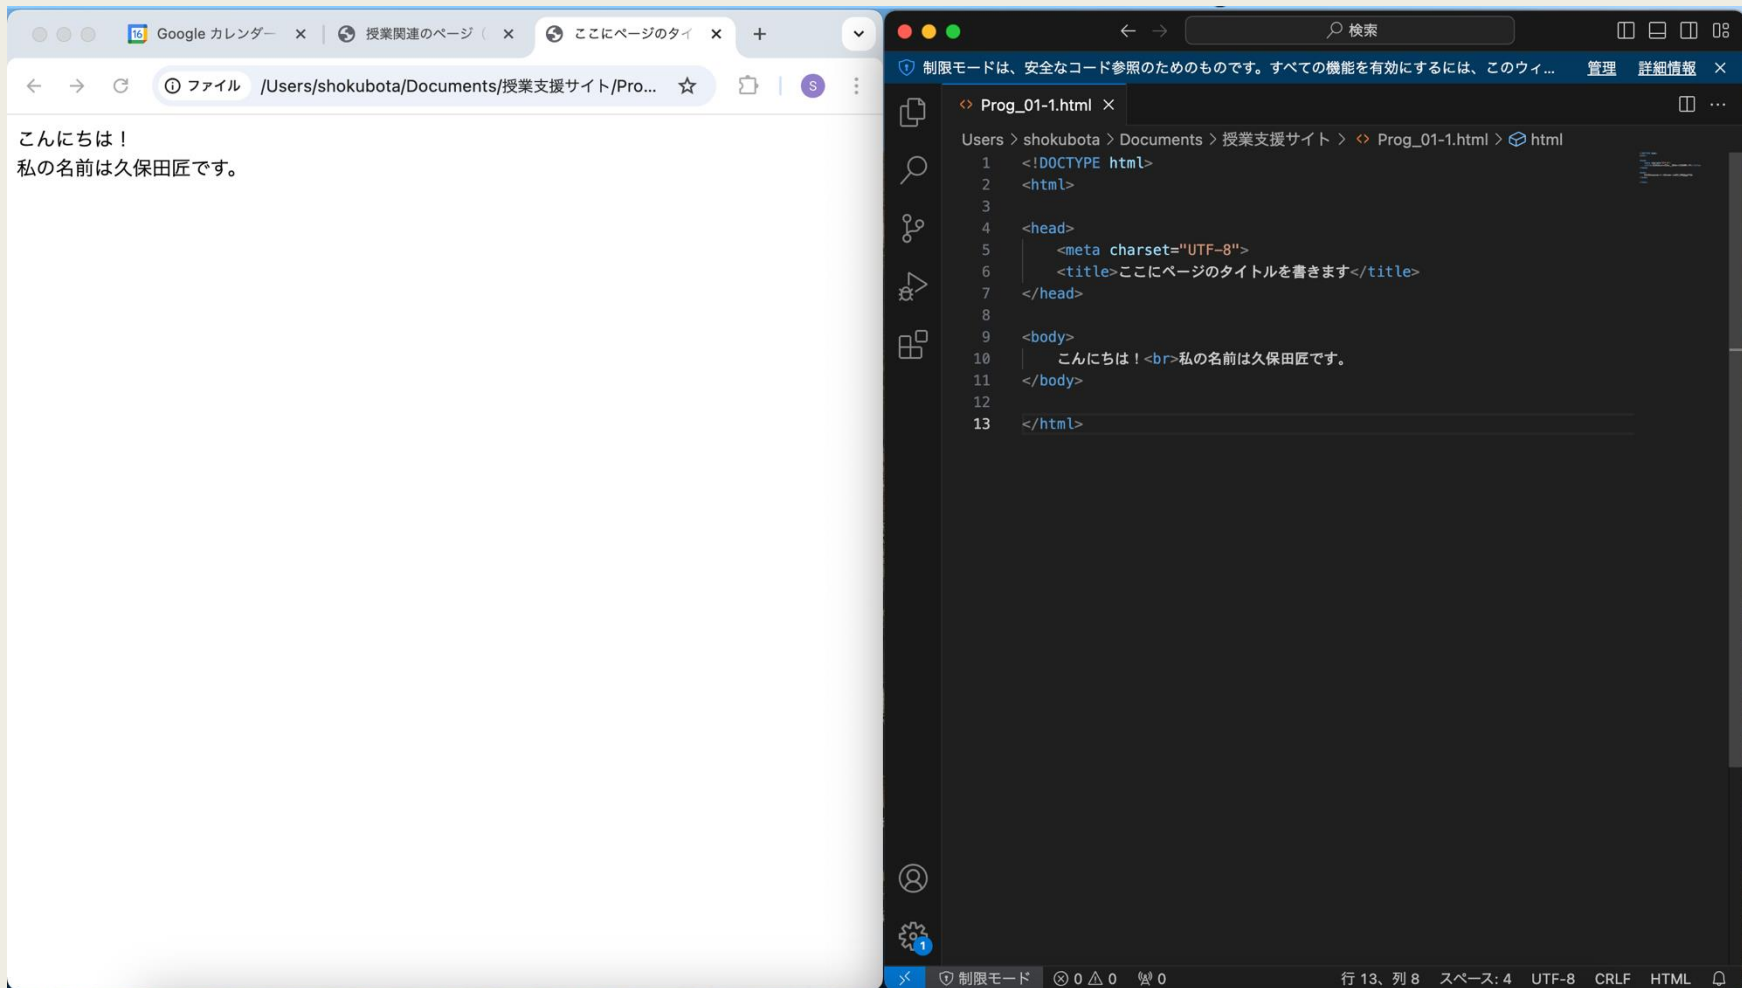 16 Google カレンダー
授業関連のページ（
ここにページのタイ
ファイル /Users/shokubota/Documents/授業支援サイト/Pro...
S
こんにちは！
私の名前は久保田匠です。
検索
制限モードは、安全なコード参照のためのものです。すべての機能を有効にするには、このウィ... 管理 詳細情報
Prog_01-1.html
Users > shokubota > Documents > 授業支援サイト > Prog_01-1.html > html
1 <!DOCTYPE html>
2 <html>
3
4 <head>
5 <meta charset="UTF-8">
6 <title>ここにページのタイトルを書きます</title>
7 </head>
8
9 <body>
10 こんにちは！<br>私の名前は久保田匠です。
11 </body>
12
13 </html>
1
制限モード 0 0 0 行 13、列 8 スペース: 4 UTF-8 CRLF HTML